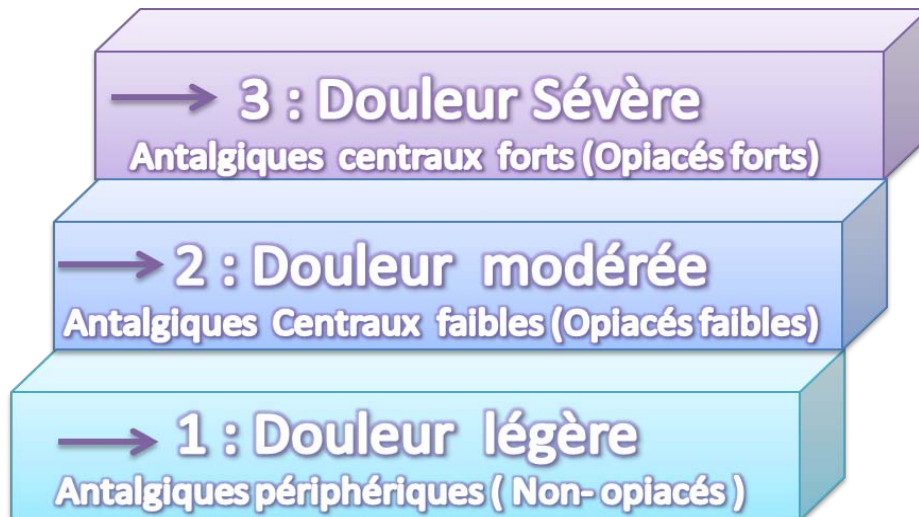 3 : Douleur Sévère
Antalgiques centraux forts (Opiacés forts)
2 : Douleur modérée
Antalgiques Centraux faibles (Opiacés faibles)
1 : Douleur légère
Antalgiques périphériques ( Non- opiacés )